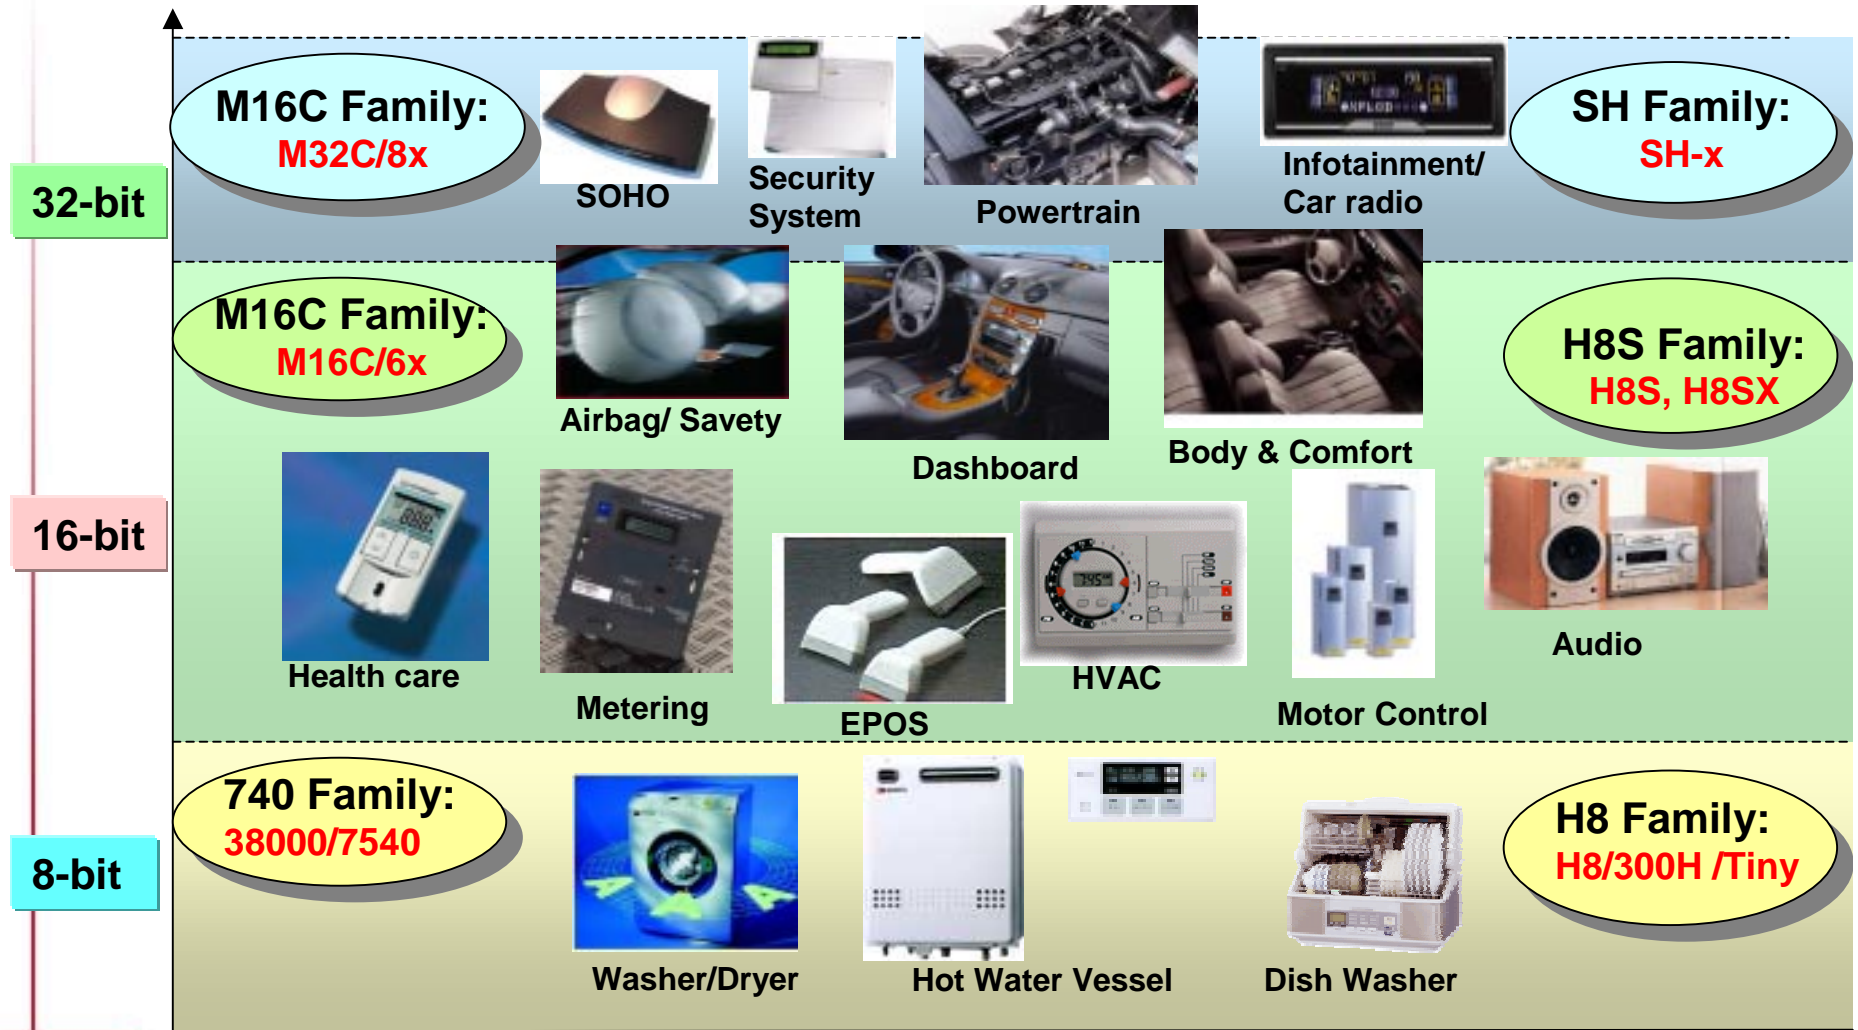 M16C Family:
M32C/8x
SOHO
Security
System
Powertrain
XPLOD
Infotainment/
Car radio
SH Family:
SH-x
32-bit
M16C Family:
M16C/6x
Airbag/ Savety
Dashboard
Body & Comfort
H8S Family:
H8S, H8SX
16-bit
Health care
Metering
EPOS
HVAC
Motor Control
Audio
740 Family:
38000/7540
8-bit
Washer/Dryer
Hot Water Vessel
Dish Washer
H8 Family:
H8/300H /Tiny